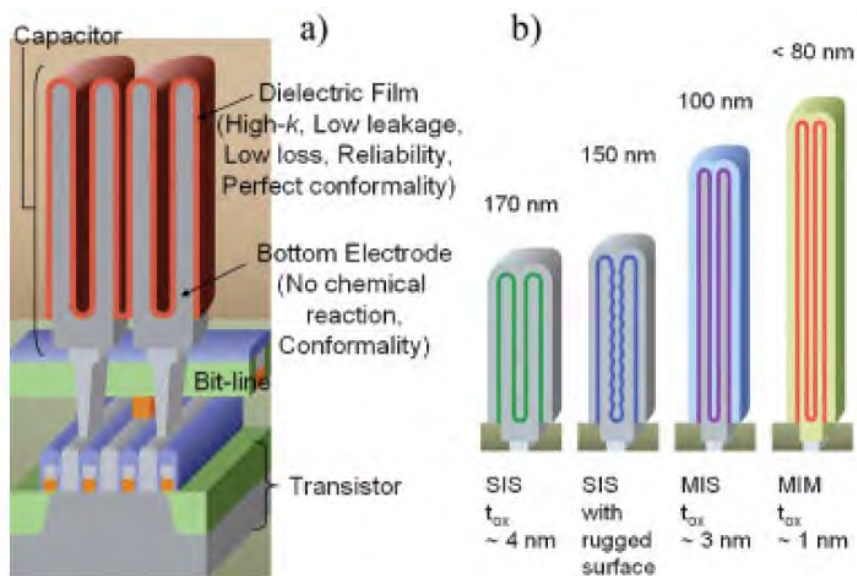 Capacitor
a)
Dielectric Film
(High-k, Low leakage,
Low loss, Reliability,
Perfect conformality)
Bottom Electrode
(No chemical
reaction,
Conformality)
Bit-line
Transistor
b)
170 nm
150 nm
100 nm
< 80 nm
SIS
tox
~ 4 nm
SIS
with
rugged
surface
MIS
tox
~ 3 nm
MIM
tox
~ 1 nm